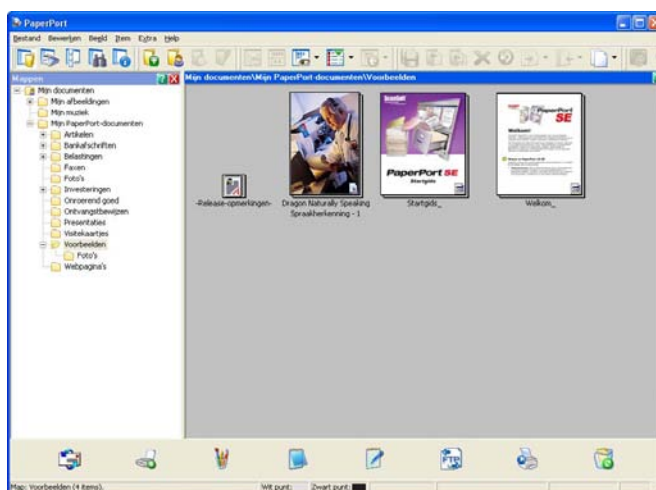 PaperPort
Bestand Bewerken Beeld Item Extra Help
Mappen
Mijn documenten\Mijn PaperPort-documenten\Voorbeelden
Mijn documenten
Mijn afbeeldingen
Mijn muziek
Mijn PaperPort-documenten
Artikelen
Bankafschriften
Belastingen
Faxen
Foto's
Investeringen
Onroerend goed
Ontvangstbewijzen
Presentaties
Visitekaartjes
Voorbeelden
Foto's
Webpagina's
-Release-opmerkingen-
Dragon Naturally Speaking
Spraakherkenning - 1
PaperPort SE
Startgids
Startgids_
PaperPort
SE
Welkom!
Welkom_
FTP
Map: Voorbeelden (4 items).
Wit punt:
Zwart punt: